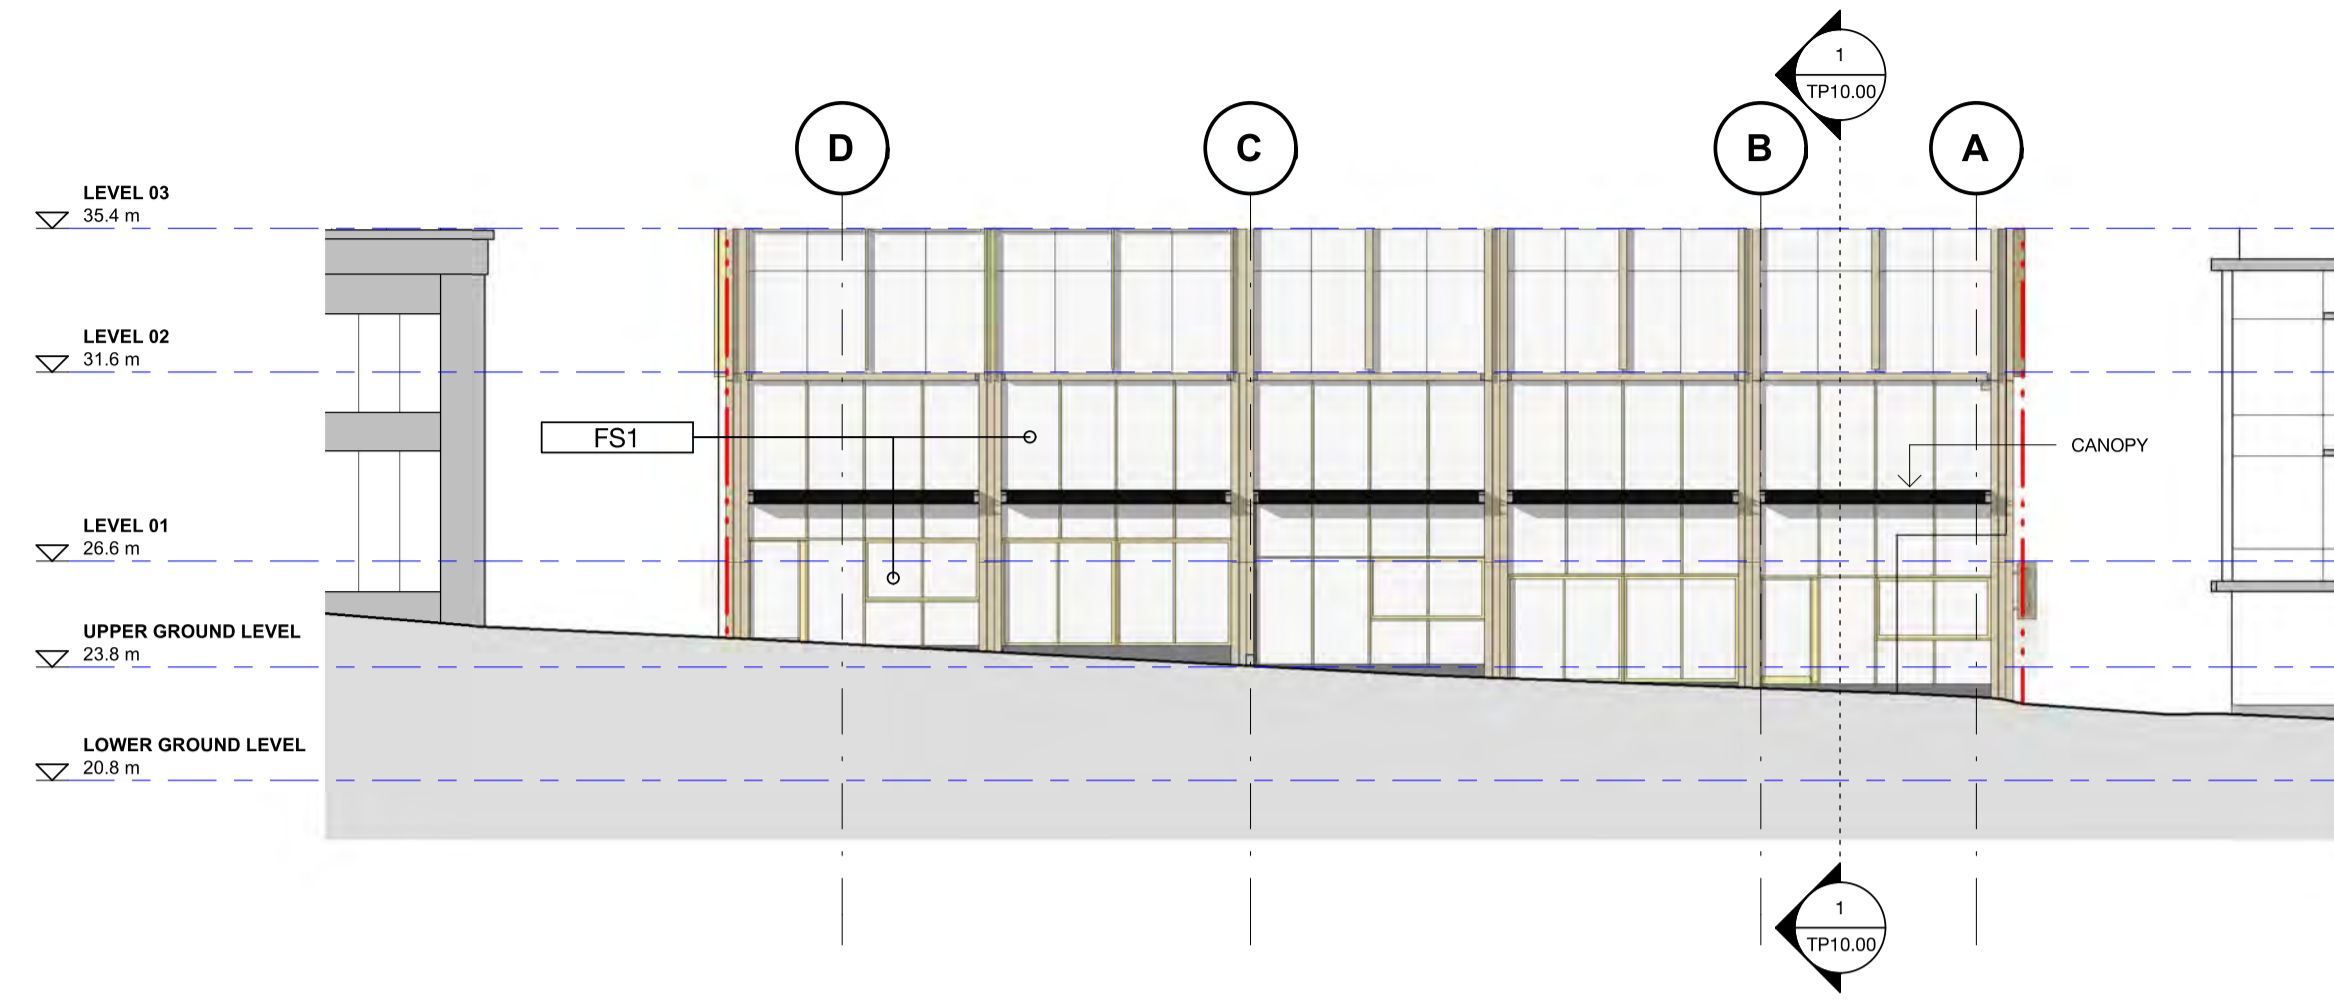 1
TP10.00
D
C
B
A
LEVEL 03
35.4 m
LEVEL 02
31.6 m
FS1
CANOPY
LEVEL 01
26.6 m
UPPER GROUND LEVEL
23.8 m
LOWER GROUND LEVEL
20.8 m
1
TP10.00